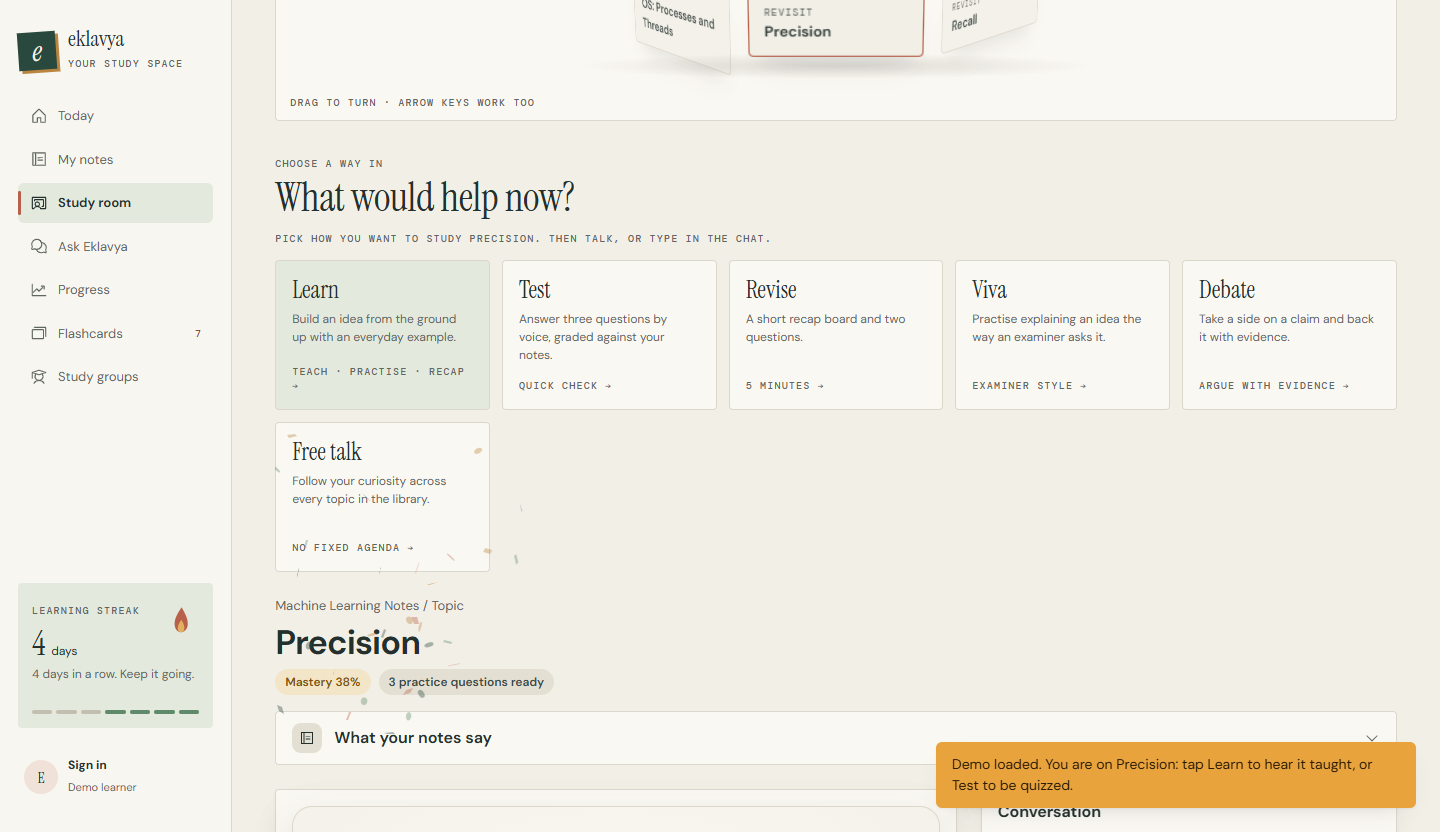 e
eklavya
YOUR STUDY SPACE
Today
My notes
Study room
Ask Eklavya
Progress
Flashcards 7
Study groups
LEARNING STREAK
4 days
4 days in a row. Keep it going.
E
Sign in
Demo learner
OS: Processes and
Threads
REVISIT
Precision
REVISIT
Recall
DRAG TO TURN · ARROW KEYS WORK TOO
CHOOSE A WAY IN
What would help now?
PICK HOW YOU WANT TO STUDY PRECISION. THEN TALK, OR TYPE IN THE CHAT.
Learn
Build an idea from the ground
up with an everyday example.
TEACH · PRACTISE · RECAP
→
Test
Answer three questions by
voice, graded against your
notes.
QUICK CHECK →
Revise
A short recap board and two
questions.
5 MINUTES →
Viva
Practise explaining an idea the
way an examiner asks it.
EXAMINER STYLE →
Debate
Take a side on a claim and back
it with evidence.
ARGUE WITH EVIDENCE →
Free talk
Follow your curiosity across
every topic in the library.
NO FIXED AGENDA →
Machine Learning Notes / Topic
Precision
Mastery 38% 3 practice questions ready
What your notes say
Demo loaded. You are on Precision: tap Learn to hear it taught, or
Test to be quizzed.
Conversation